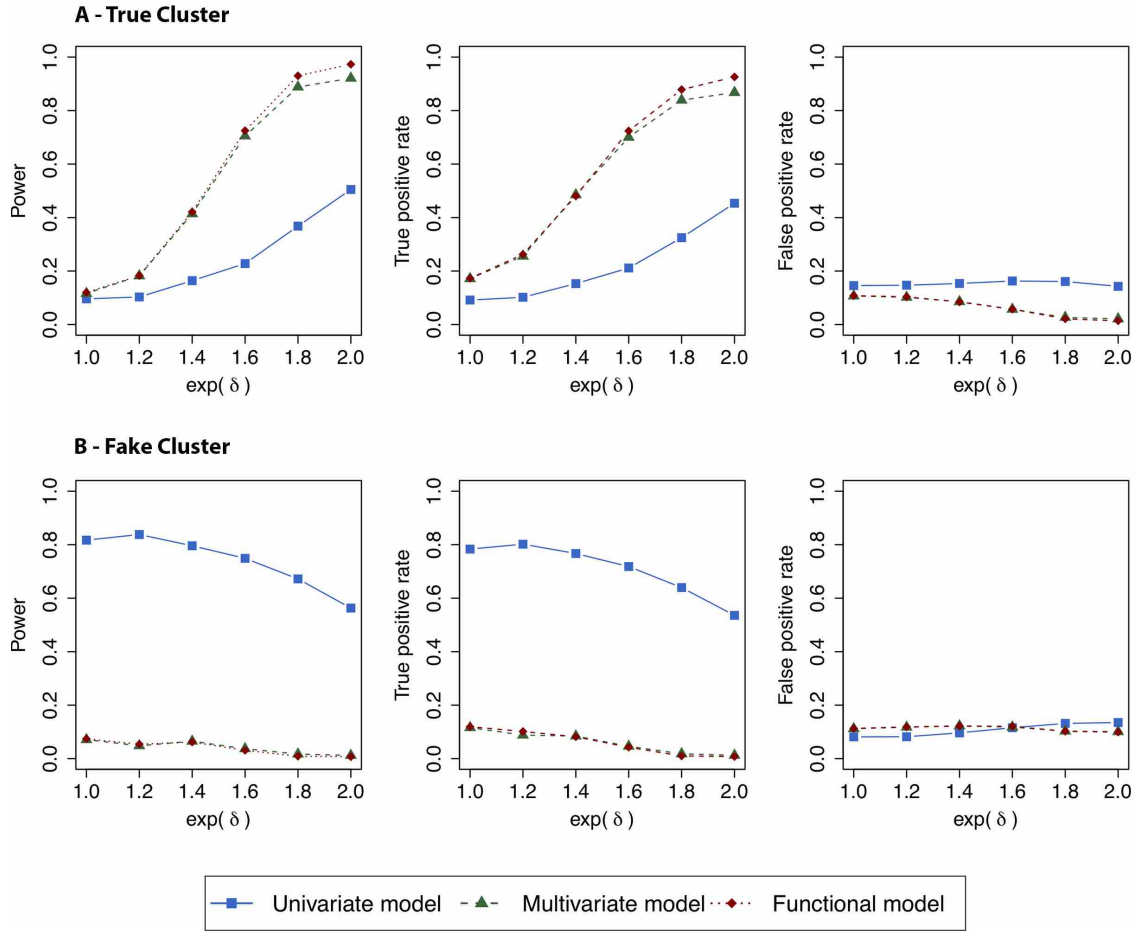 A - True Cluster
Power
0.0 0.2 0.4 0.6 0.8 1.0
1.0 1.2 1.4 1.6 1.8 2.0
exp( δ )
True positive rate
0.0 0.2 0.4 0.6 0.8 1.0
1.0 1.2 1.4 1.6 1.8 2.0
exp( δ )
False positive rate
0.0 0.2 0.4 0.6 0.8 1.0
1.0 1.2 1.4 1.6 1.8 2.0
exp( δ )
B - Fake Cluster
Power
0.0 0.2 0.4 0.6 0.8 1.0
1.0 1.2 1.4 1.6 1.8 2.0
exp( δ )
True positive rate
0.0 0.2 0.4 0.6 0.8 1.0
1.0 1.2 1.4 1.6 1.8 2.0
exp( δ )
False positive rate
0.0 0.2 0.4 0.6 0.8 1.0
1.0 1.2 1.4 1.6 1.8 2.0
exp( δ )
Univariate model Multivariate model Functional model